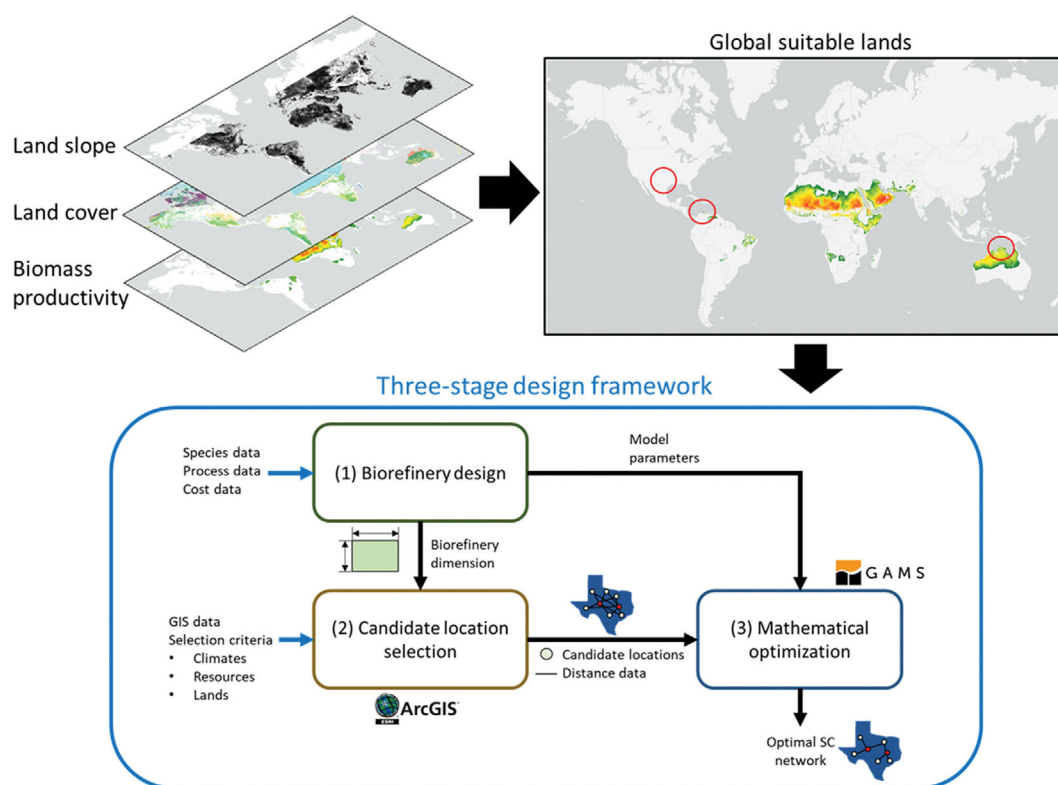 Land slope
Land cover
Biomass
productivity
Global suitable lands
Three-stage design framework
Species data
Process data
Cost data
(1) Biorefinery design
Model
parameters
Biorefinery
dimension
GAMS
GIS data
Selection criteria
• Climates
• Resources
• Lands
(2) Candidate location
selection
Candidate locations
Distance data
(3) Mathematical
optimization
esri
ArcGIS®
Optimal SC
network